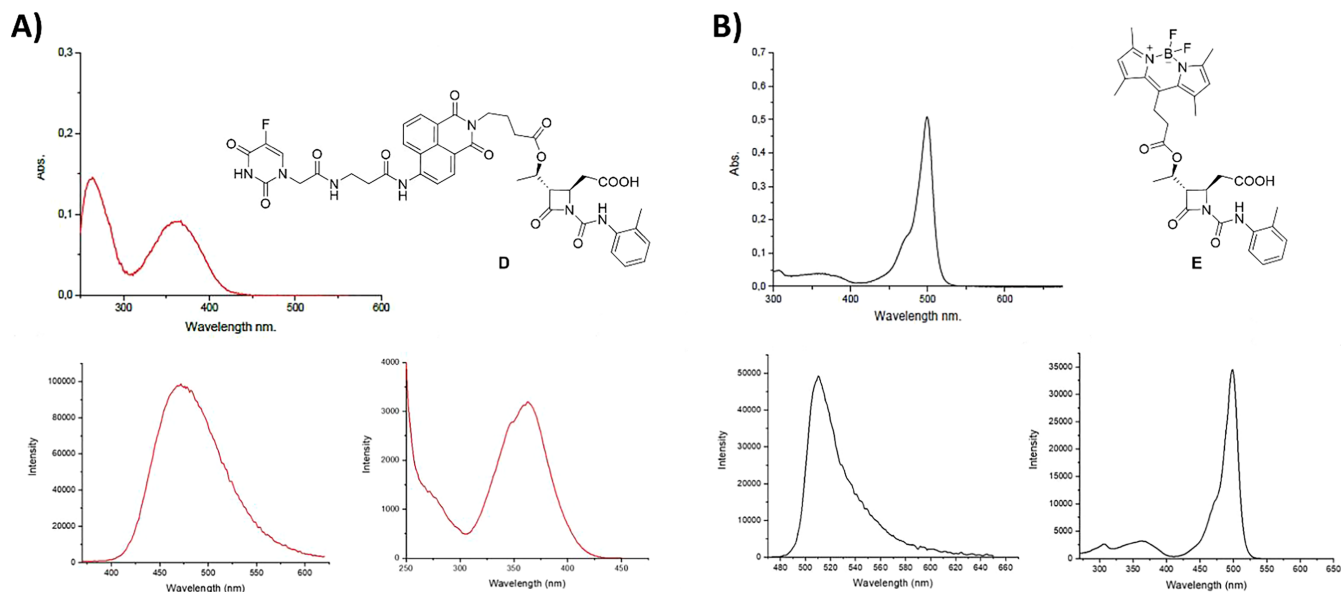 A)
0,3
0,2
0,1
0,0
Abs.
300
400
500
600
Wavelength nm.
F
O
HN
N
O
O
N
H
O
N
H
O
N
O
O
O
COOH
O
N
H
N
O
D
100000
80000
60000
40000
20000
0
Intensity
400
450
500
550
600
Wavelength (nm)
4000
3000
2000
1000
0
Intensity
250
300
350
400
450
Wavelength (nm)
B)
0,7
0,6
0,5
0,4
0,3
0,2
0,1
0,0
Abs.
300
400
500
600
Wavelength nm.
F
F
N
+
B
-
N
O
O
COOH
O
N
H
N
O
E
50000
40000
30000
20000
10000
0
Intensity
480
500
520
540
560
580
600
620
640
660
Wavelength (nm)
35000
30000
25000
20000
15000
10000
5000
0
Intensity
300
350
400
450
500
550
600
650
Wavelength (nm)